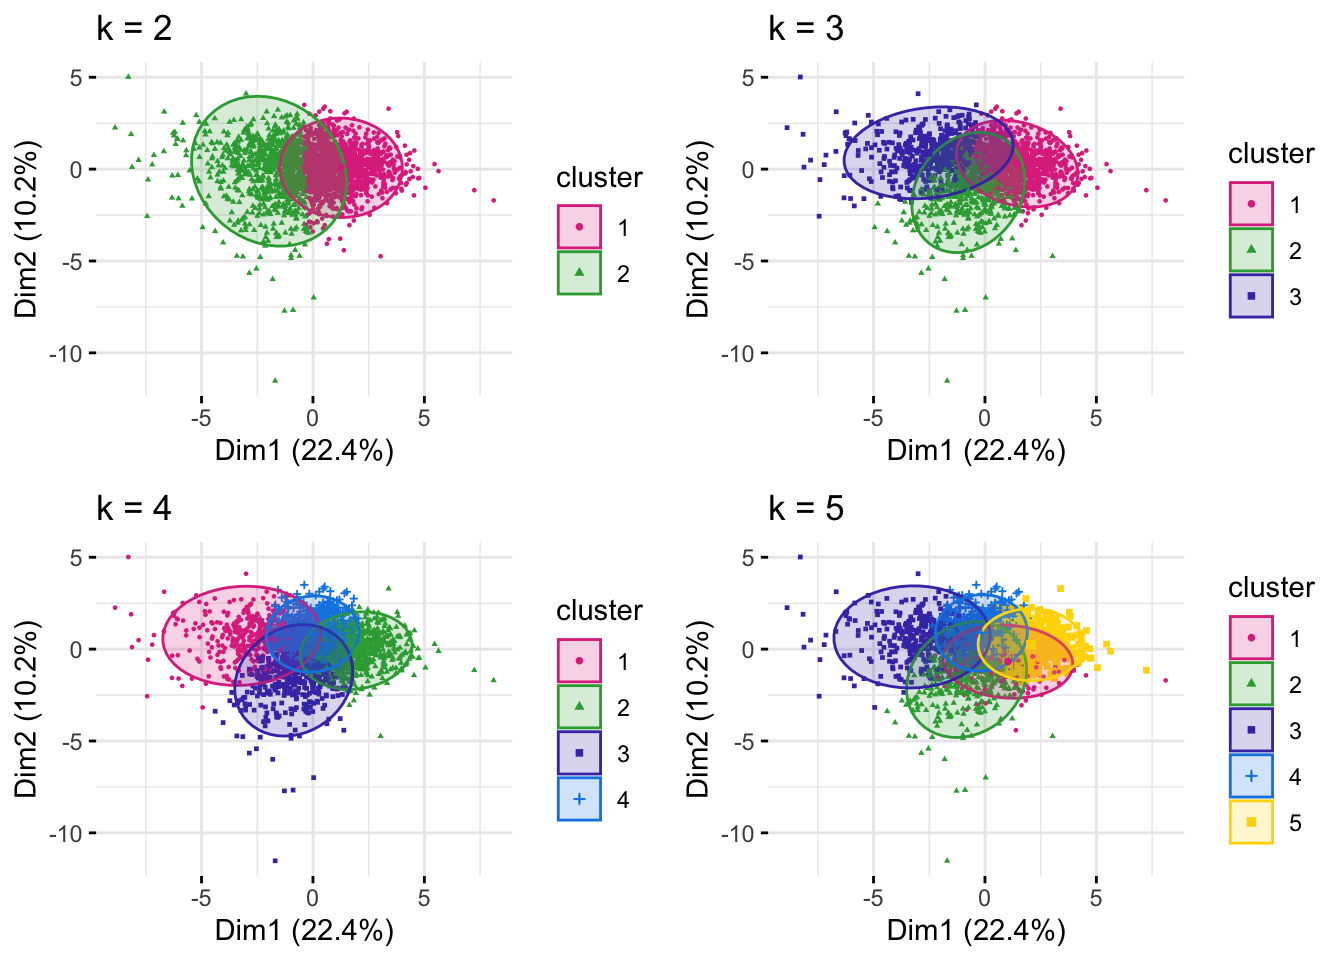 k = 2
5
0
-5
-10
-5
0
5
Dim1 (22.4%)
Dim2 (10.2%)
cluster
1
2
k = 3
5
0
-5
-10
-5
0
5
Dim1 (22.4%)
Dim2 (10.2%)
cluster
1
2
3
k = 4
5
0
-5
-10
-5
0
5
Dim1 (22.4%)
Dim2 (10.2%)
cluster
1
2
3
4
k = 5
5
0
-5
-10
-5
0
5
Dim1 (22.4%)
Dim2 (10.2%)
cluster
1
2
3
4
5